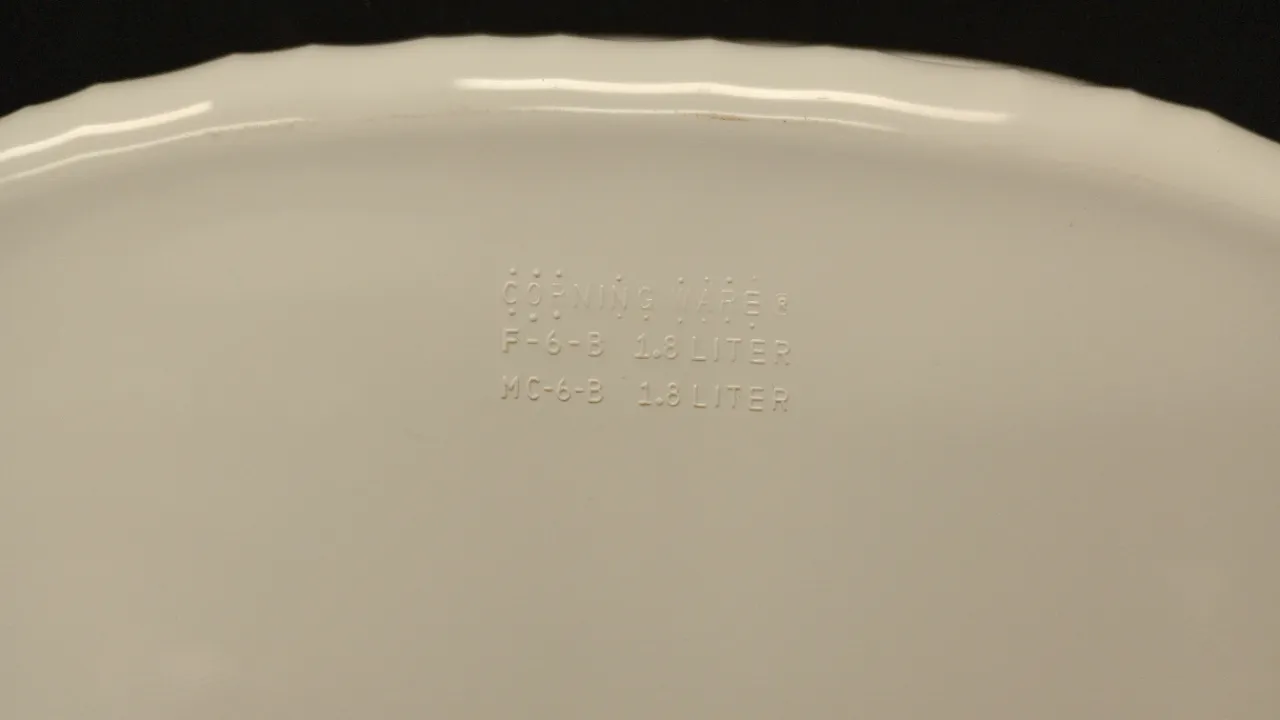 CORNING WARE®
F-6-B 1.8 LITER
MC-6-B 1.8 LITER